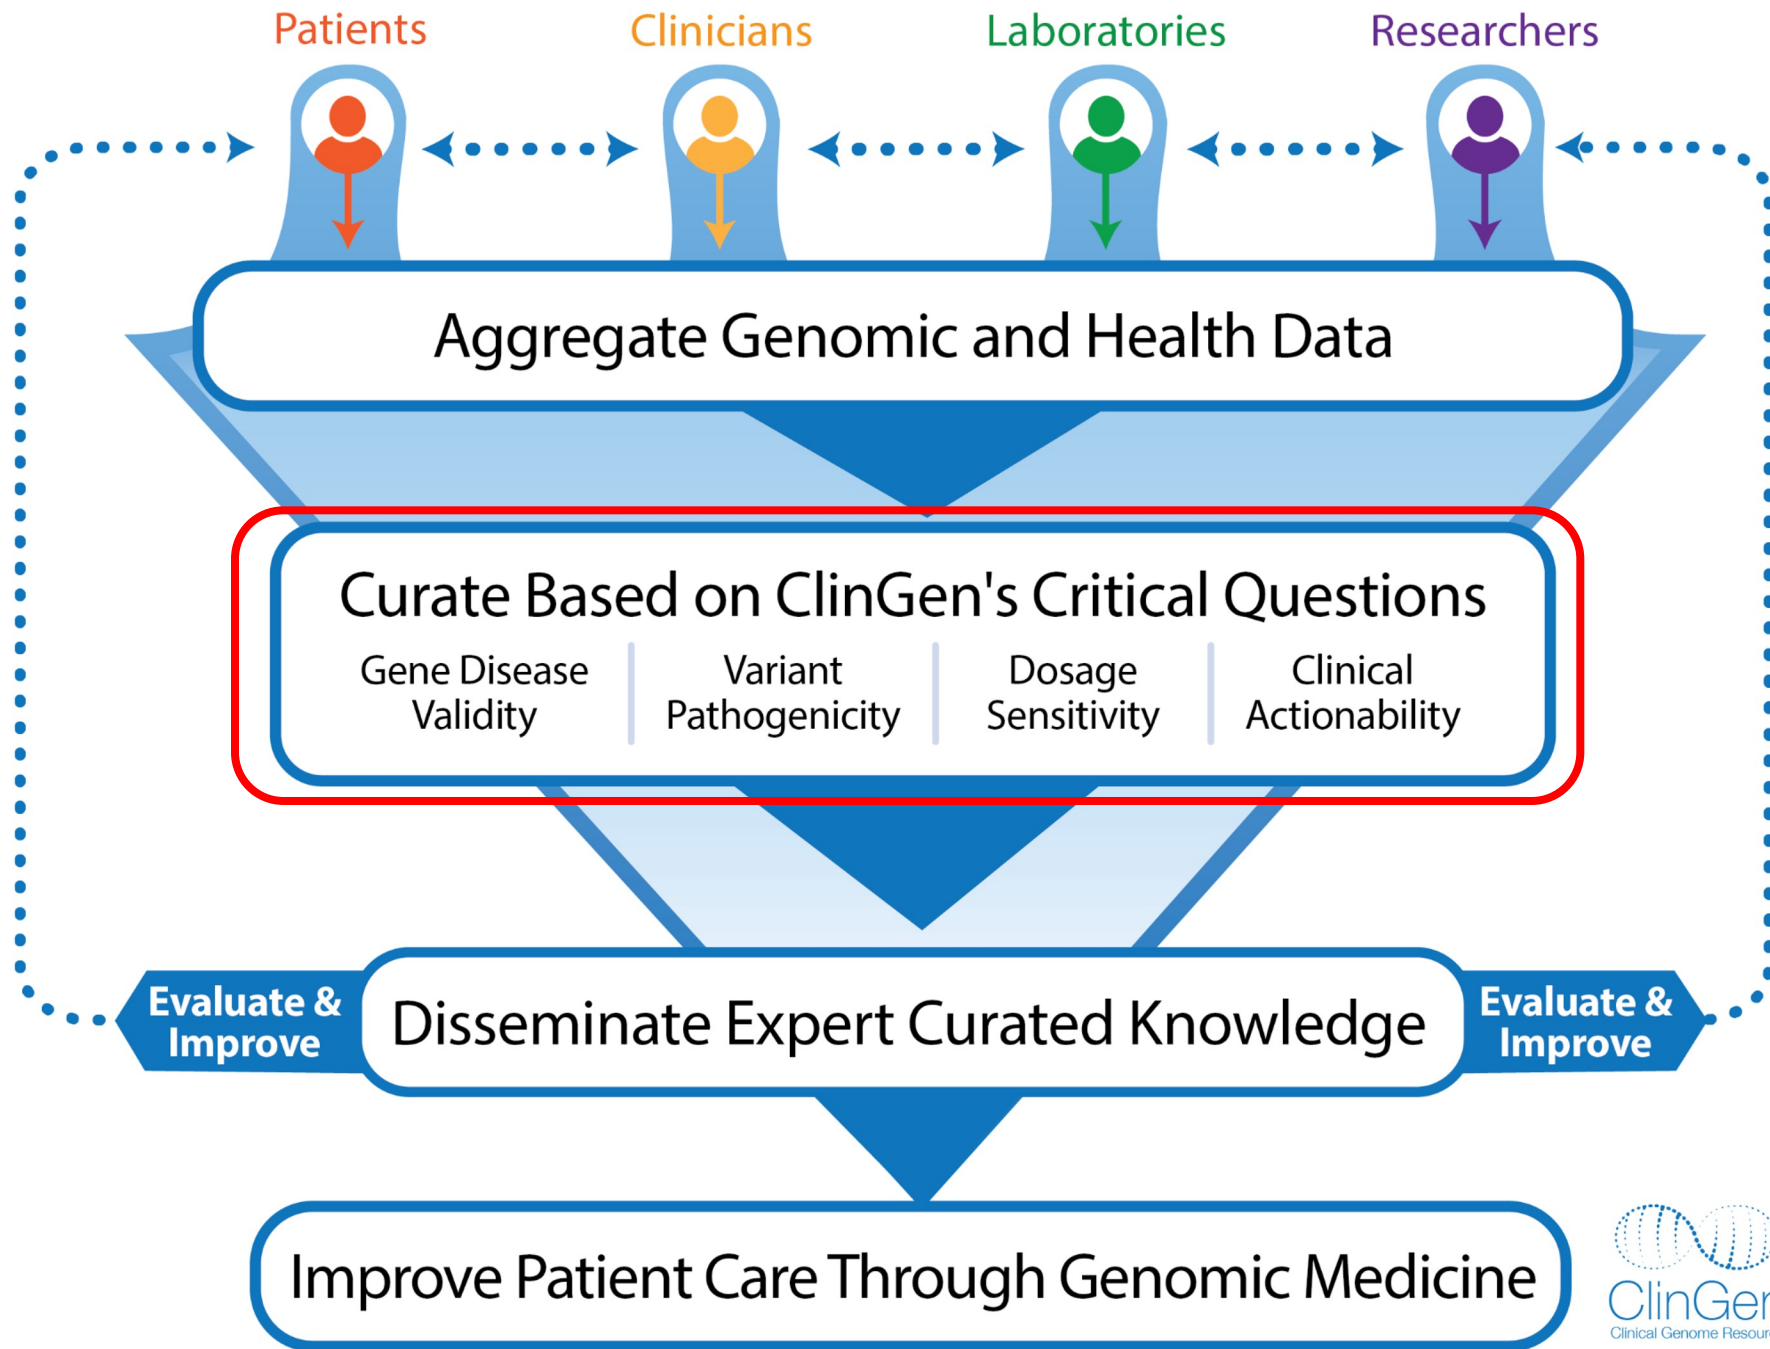 Patients
Clinicians
Laboratories
Researchers
Aggregate Genomic and Health Data
Curate Based on ClinGen's Critical Questions
Gene Disease
Validity
Variant
Pathogenicity
Dosage
Sensitivity
Clinical
Actionability
Evaluate &
Improve
Disseminate Expert Curated Knowledge
Evaluate &
Improve
Improve Patient Care Through Genomic Medicine
Clinical Genome